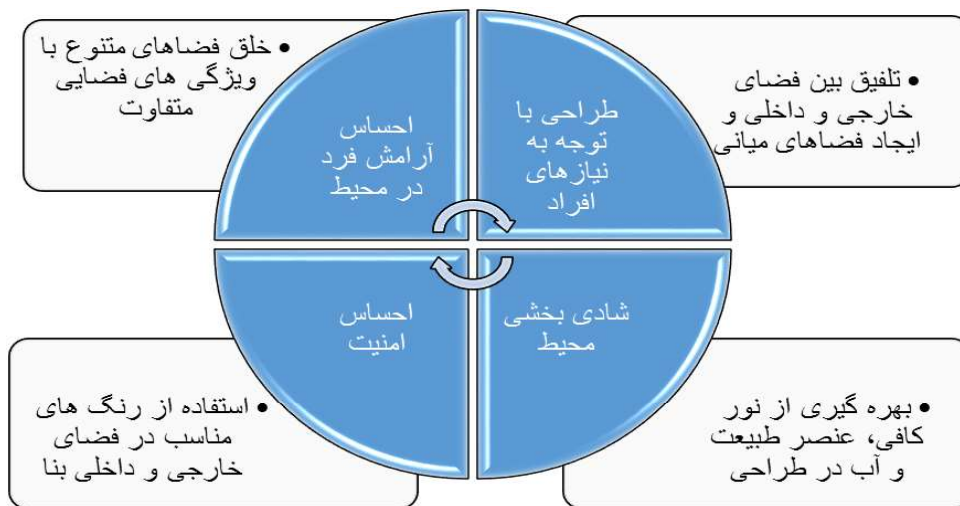 • تلفیق بین فضای
خارجی و داخلی و
ایجاد فضاهای میانی
طراحی با
توجه به
نیازهای
افراد
احساس
آرامش فرد
در محیط
• خلق فضاهای متنوع با
ویژگی های فضایی
متفاوت
• بهره گیری از نور
کافی، عنصر طبیعت
و آب در طراحی
شادی بخشی
محیط
احساس
امنیت
• استفاده از رنگ های
مناسب در فضای
خارجی و داخلی بنا